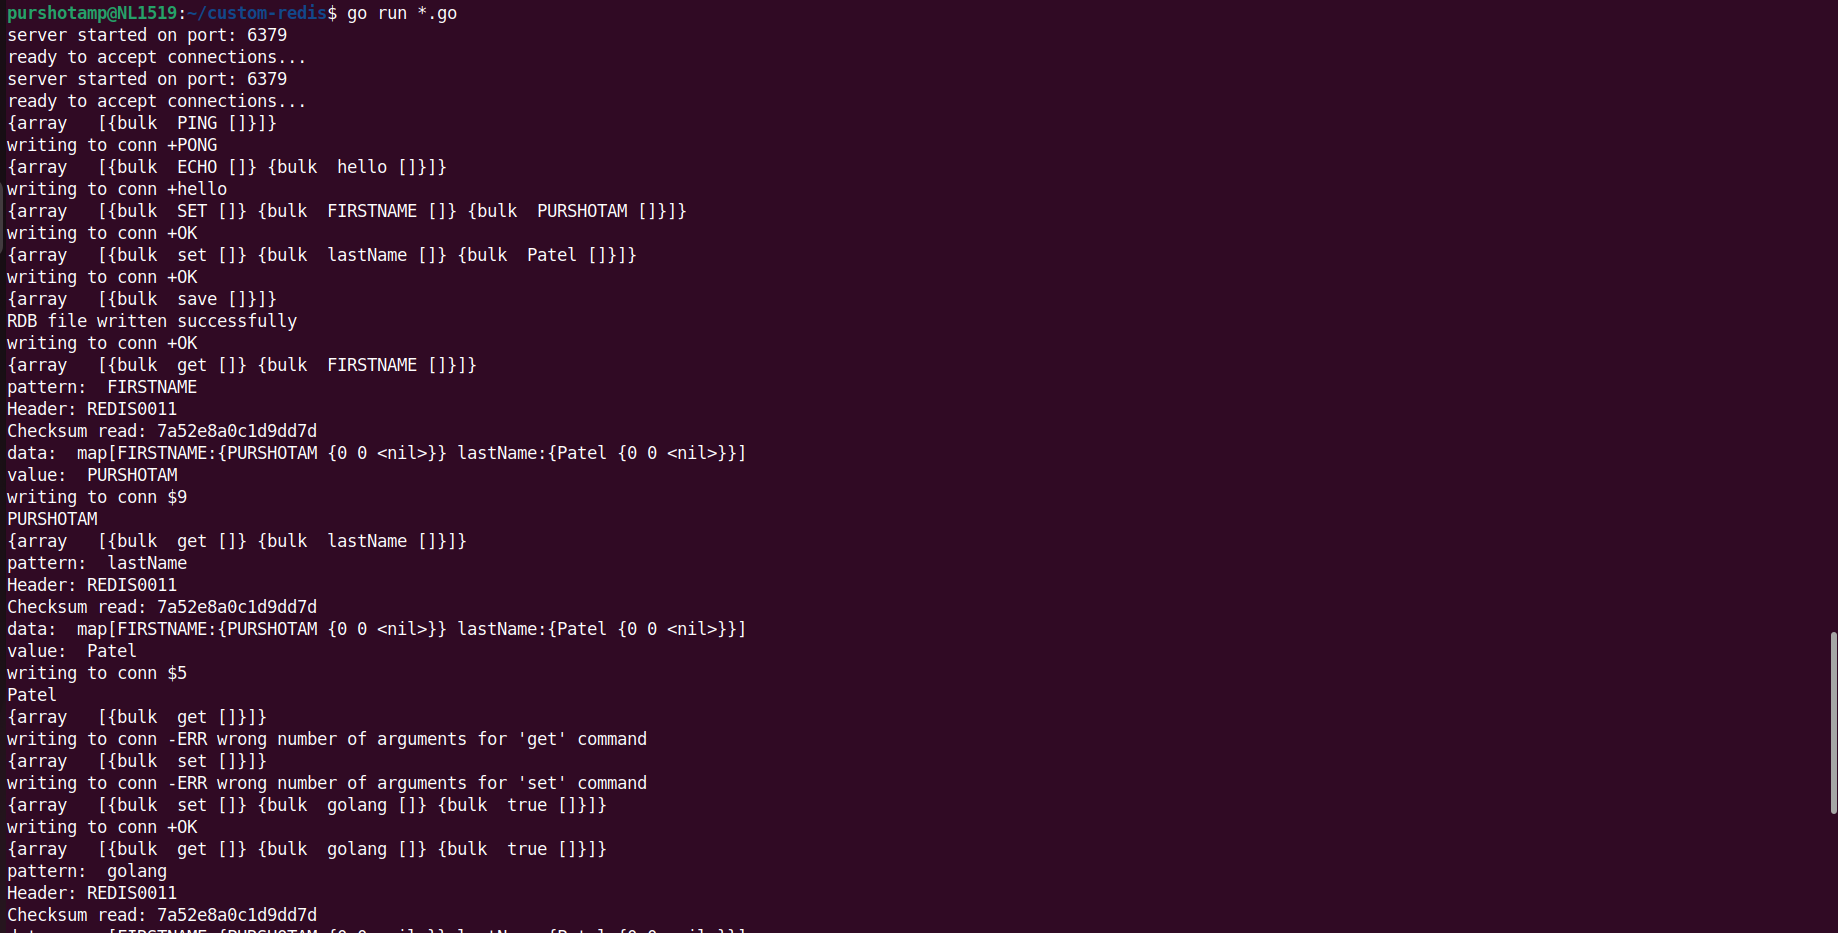 purshotamp@NL1519:~/custom-redis$ go run *.go
server started on port: 6379
ready to accept connections...
server started on port: 6379
ready to accept connections...
{array   [{bulk  PING []}]}
writing to conn +PONG
{array   [{bulk  ECHO []} {bulk  hello []}]}
writing to conn +hello
{array   [{bulk  SET []} {bulk  FIRSTNAME []} {bulk  PURSHOTAM []}]}
writing to conn +OK
{array   [{bulk  set []} {bulk  lastName []} {bulk  Patel []}]}
writing to conn +OK
{array   [{bulk  save []}]}
RDB file written successfully
writing to conn +OK
{array   [{bulk  get []} {bulk  FIRSTNAME []}]}
pattern:  FIRSTNAME
Header: REDIS0011
Checksum read: 7a52e8a0c1d9dd7d
data:  map[FIRSTNAME:{PURSHOTAM {0 0 <nil>}} lastName:{Patel {0 0 <nil>}}]
value:  PURSHOTAM
writing to conn $9
PURSHOTAM
{array   [{bulk  get []} {bulk  lastName []}]}
pattern:  lastName
Header: REDIS0011
Checksum read: 7a52e8a0c1d9dd7d
data:  map[FIRSTNAME:{PURSHOTAM {0 0 <nil>}} lastName:{Patel {0 0 <nil>}}]
value:  Patel
writing to conn $5
Patel
{array   [{bulk  get []}]}
writing to conn -ERR wrong number of arguments for 'get' command
{array   [{bulk  set []}]}
writing to conn -ERR wrong number of arguments for 'set' command
{array   [{bulk  set []} {bulk  golang []} {bulk  true []}]}
writing to conn +OK
{array   [{bulk  get []} {bulk  golang []} {bulk  true []}]}
pattern:  golang
Header: REDIS0011
Checksum read: 7a52e8a0c1d9dd7d